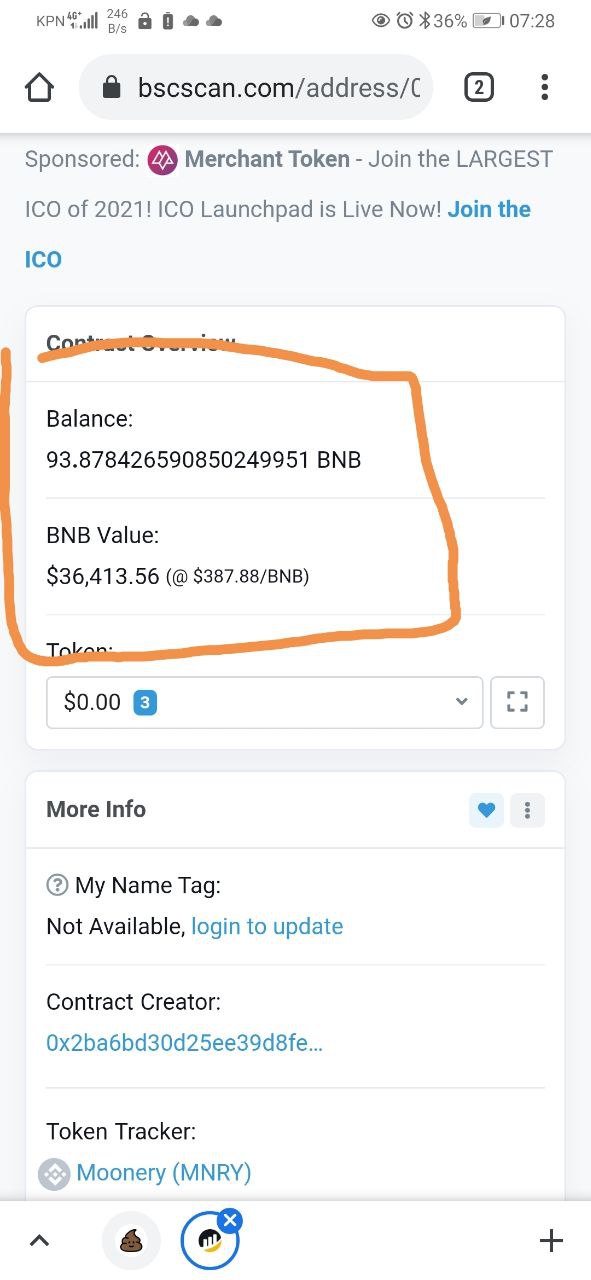 KPN 4G+ 246 B/s 36% 07:28
bscscan.com/address/0
2
Sponsored: Merchant Token - Join the LARGEST
ICO of 2021! ICO Launchpad is Live Now! Join the
ICO
Contract Overview
Balance:
93.878426590850249951 BNB
BNB Value:
$36,413.56 (@ $387.88/BNB)
Token:
$0.00 3
More Info
My Name Tag:
Not Available, login to update
Contract Creator:
0x2ba6bd30d25ee39d8fe...
Token Tracker:
Moonery (MNRY)